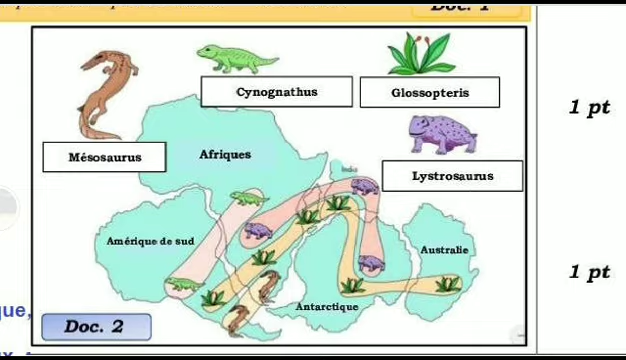 Doc. 1
Cynognathus
Glossopteris
1 pt
Mésosaurus
Afriques
India
Lystrosaurus
Amérique de sud
Australie
1 pt
Antarctique
que,
Doc. 2